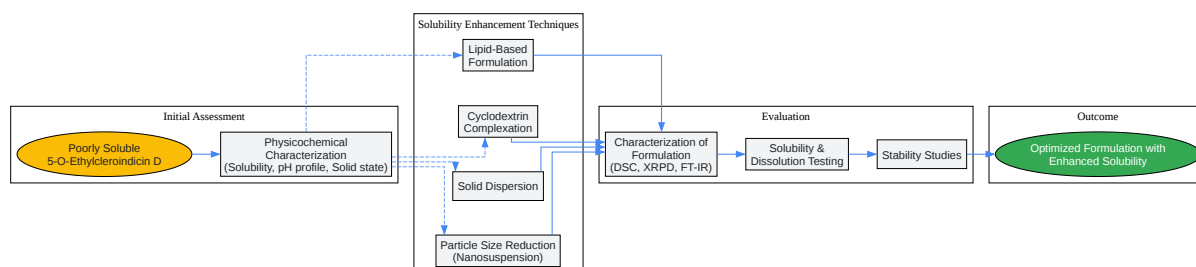 Initial Assessment
Poorly Soluble
5-O-Ethylcleroindicin D
Physicochemical
Characterization
(Solubility, pH profile, Solid state)
Solubility Enhancement Techniques
Lipid-Based
Formulation
Cyclodextrin
Complexation
Solid Dispersion
Particle Size Reduction
(Nanosuspension)
Evaluation
Characterization of
Formulation
(DSC, XRPD, FT-IR)
Solubility &
Dissolution Testing
Stability Studies
Outcome
Optimized Formulation with
Enhanced Solubility